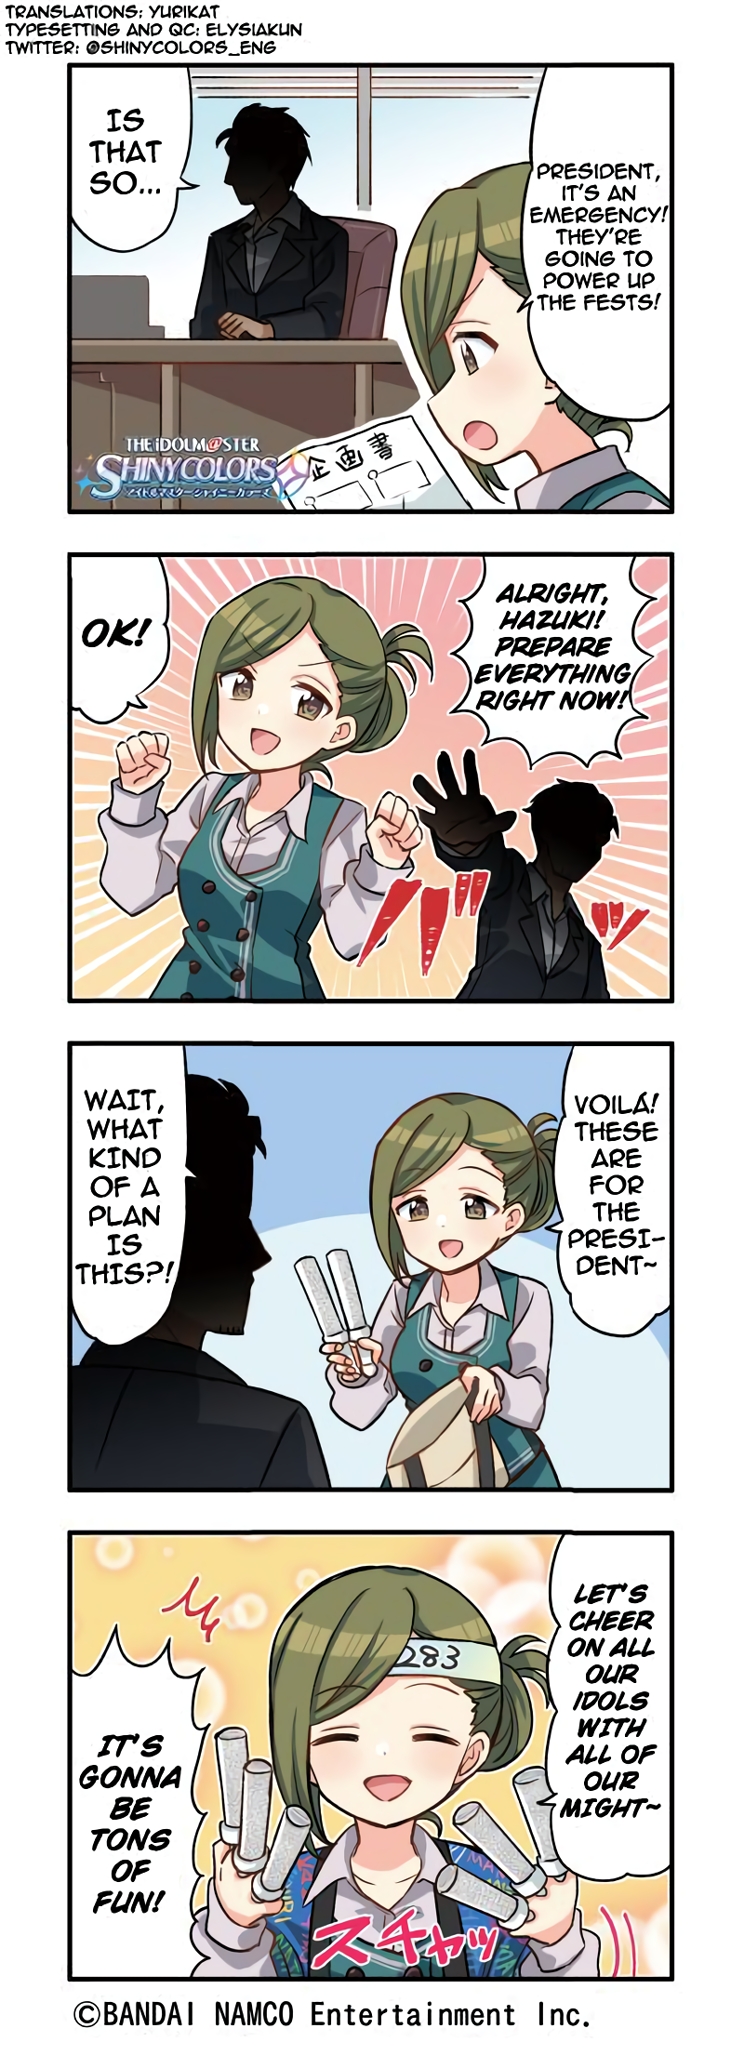 TRANSLATIONS: YURIKAT
TYPESETTING AND QC: ELYSIAKUN
TWITTER: @SHINYCOLORS_ENG
IS
THAT
SO...
PRESIDENT,
IT'S AN
EMERGENCY!
THEY'RE
GOING TO
POWER UP
THE FESTS!
企画書
THE iDOLM@STER
SHINYCOLORS
アイドルマスターシャイニーカラーズ
OK!
ALRIGHT,
HAZUKI!
PREPARE
EVERYTHING
RIGHT NOW!
バッ
WAIT,
WHAT
KIND
OF A
PLAN
IS
THIS?!
VOILÁ!
THESE
ARE
FOR
THE
PRESI-
DENT~
283
LET'S
CHEER
ON ALL
OUR
IDOLS
WITH
ALL OF
OUR
MIGHT~
IT'S
GONNA
BE
TONS
OF
FUN!
スチャッ
©BANDAI NAMCO Entertainment Inc.